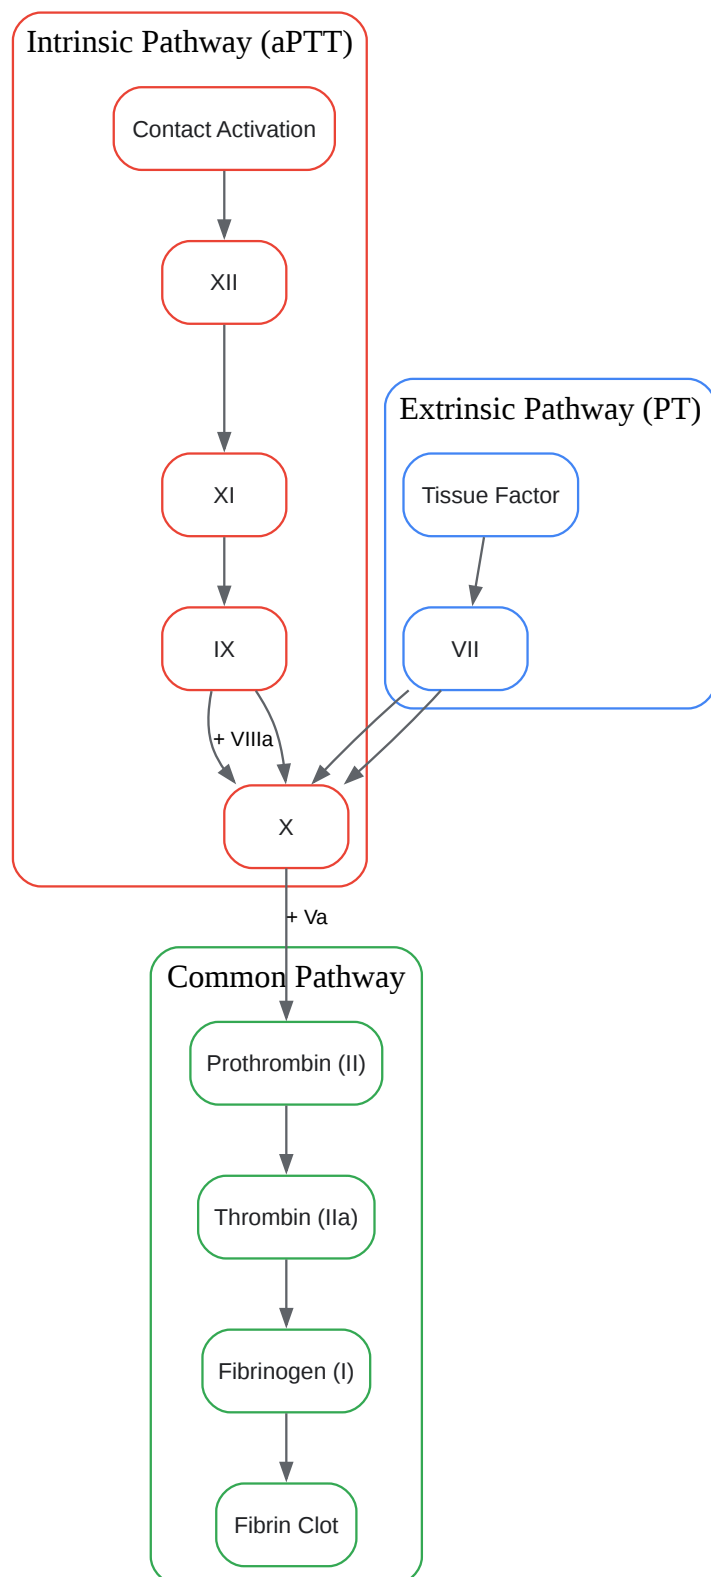 Intrinsic Pathway (aPTT)
Contact Activation
XII
Extrinsic Pathway (PT)
XI
Tissue Factor
IX
VII
+ VIIIa
X
+ Va
Common Pathway
Prothrombin (II)
Thrombin (IIa)
Fibrinogen (I)
Fibrin Clot